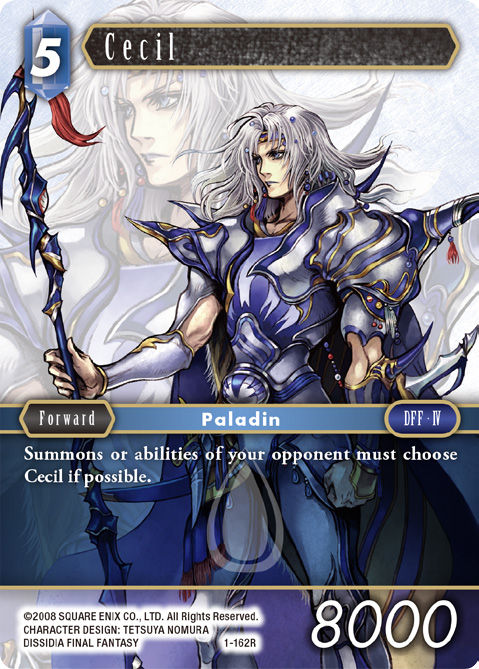 5
Cecil
Forward
Paladin
DFF · IV
Summons or abilities of your opponent must choose
Cecil if possible.
©2008 SQUARE ENIX CO., LTD. All Rights Reserved.
CHARACTER DESIGN: TETSUYA NOMURA
DISSIDIA FINAL FANTASY
1-162R
8000